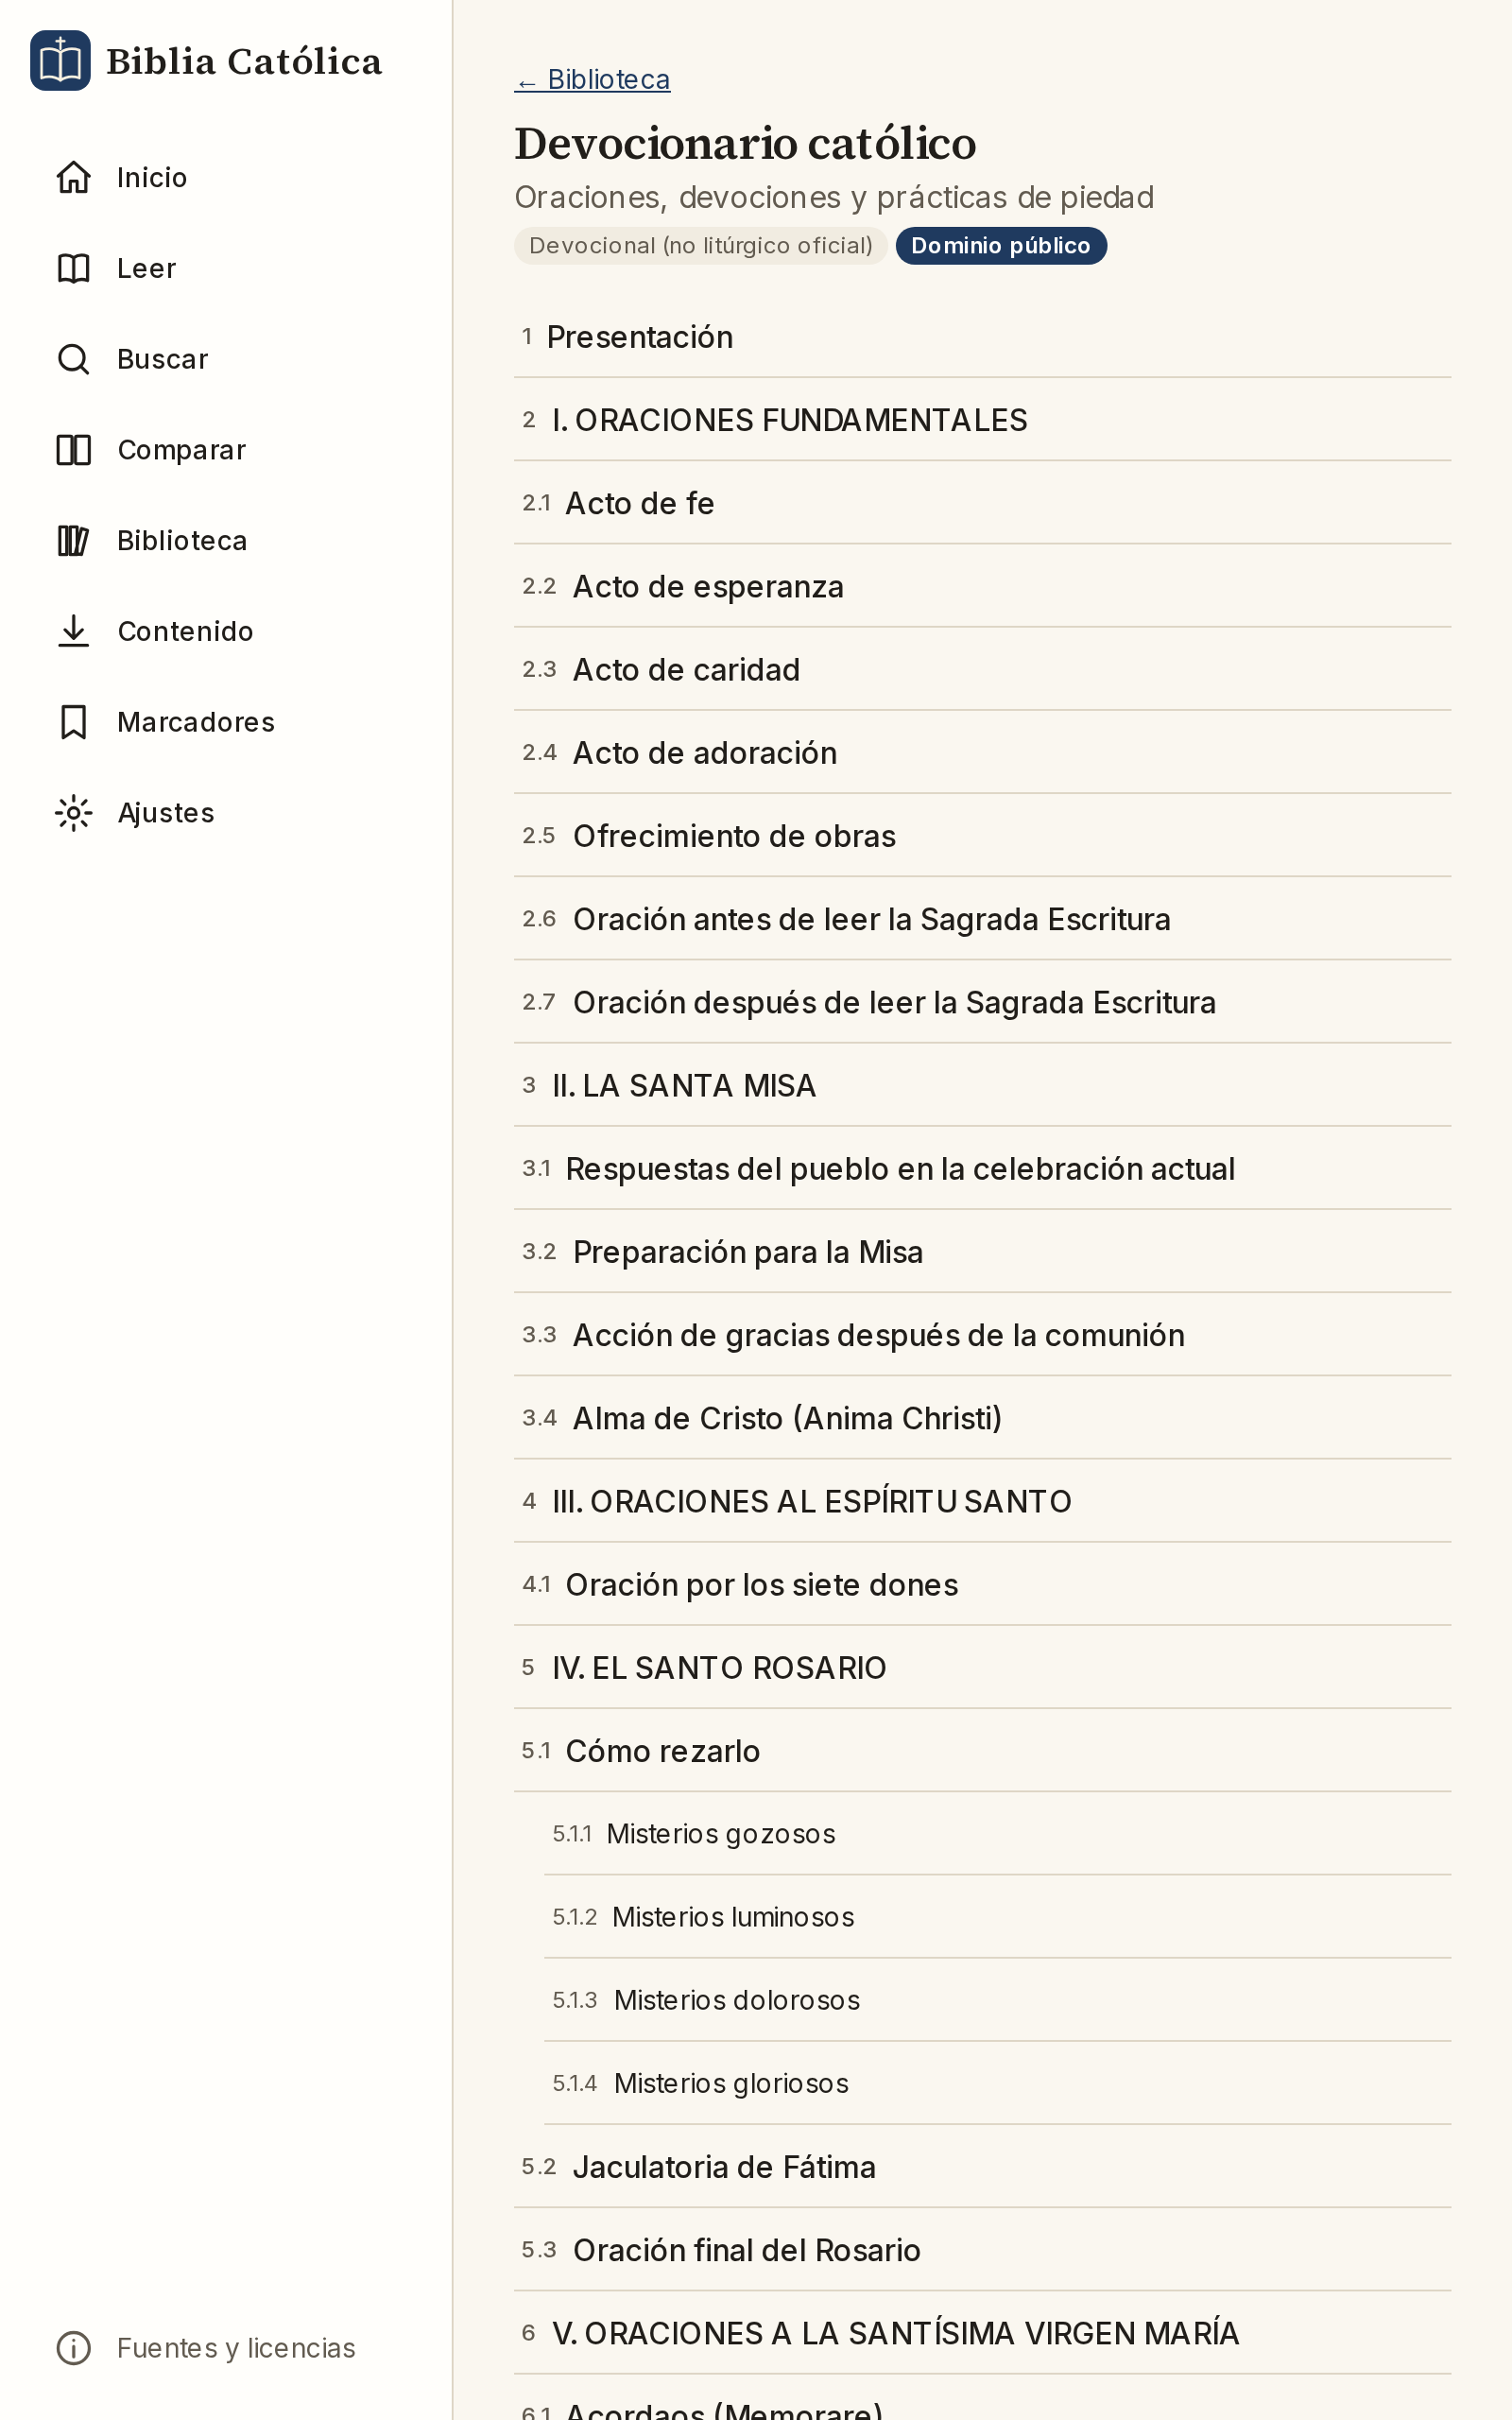 Biblia Católica
Inicio
Leer
Buscar
Comparar
Biblioteca
Contenido
Marcadores
Ajustes
Fuentes y licencias
← Biblioteca
Devocionario católico
Oraciones, devociones y prácticas de piedad
Devocional (no litúrgico oficial) Dominio público
1 Presentación
2 I. ORACIONES FUNDAMENTALES
2.1 Acto de fe
2.2 Acto de esperanza
2.3 Acto de caridad
2.4 Acto de adoración
2.5 Ofrecimiento de obras
2.6 Oración antes de leer la Sagrada Escritura
2.7 Oración después de leer la Sagrada Escritura
3 II. LA SANTA MISA
3.1 Respuestas del pueblo en la celebración actual
3.2 Preparación para la Misa
3.3 Acción de gracias después de la comunión
3.4 Alma de Cristo (Anima Christi)
4 III. ORACIONES AL ESPÍRITU SANTO
4.1 Oración por los siete dones
5 IV. EL SANTO ROSARIO
5.1 Cómo rezarlo
5.1.1 Misterios gozosos
5.1.2 Misterios luminosos
5.1.3 Misterios dolorosos
5.1.4 Misterios gloriosos
5.2 Jaculatoria de Fátima
5.3 Oración final del Rosario
6 V. ORACIONES A LA SANTÍSIMA VIRGEN MARÍA
6.1 Acordaos (Memorare)